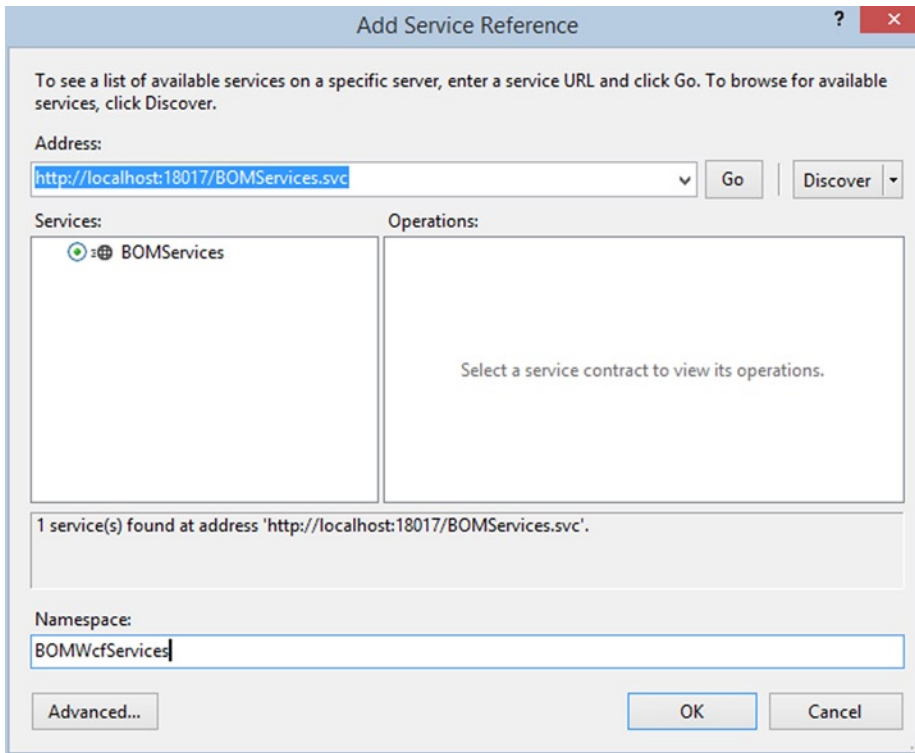 Add Service Reference
?
To see a list of available services on a specific server, enter a service URL and click Go. To browse for available
services, click Discover.
Address:
http://localhost:18017/BOMServices.svc
Go
Discover
Services:
Operations:
BOMServices
Select a service contract to view its operations.
1 service(s) found at address 'http://localhost:18017/BOMServices.svc'.
Namespace:
BOMWcfServices
Advanced...
OK
Cancel